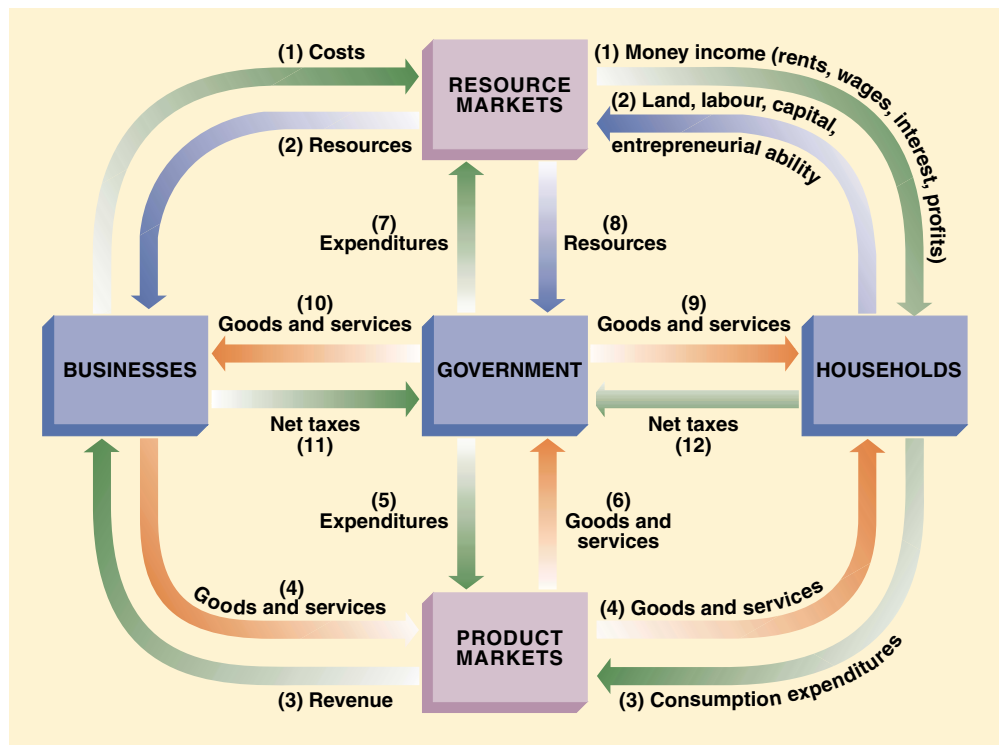 (1) Costs
RESOURCE
MARKETS
(1) Money income (rents, wages, interest, profits)
(2) Resources
(2) Land, labour, capital,
entrepreneurial ability
(7)
Expenditures
(8)
Resources
(10)
Goods and services
(9)
Goods and services
BUSINESSES
GOVERNMENT
HOUSEHOLDS
Net taxes
(11)
Net taxes
(12)
(5)
Expenditures
(6)
Goods and
services
(4)
Goods and services
(4) Goods and services
PRODUCT
MARKETS
(3) Revenue
(3) Consumption expenditures